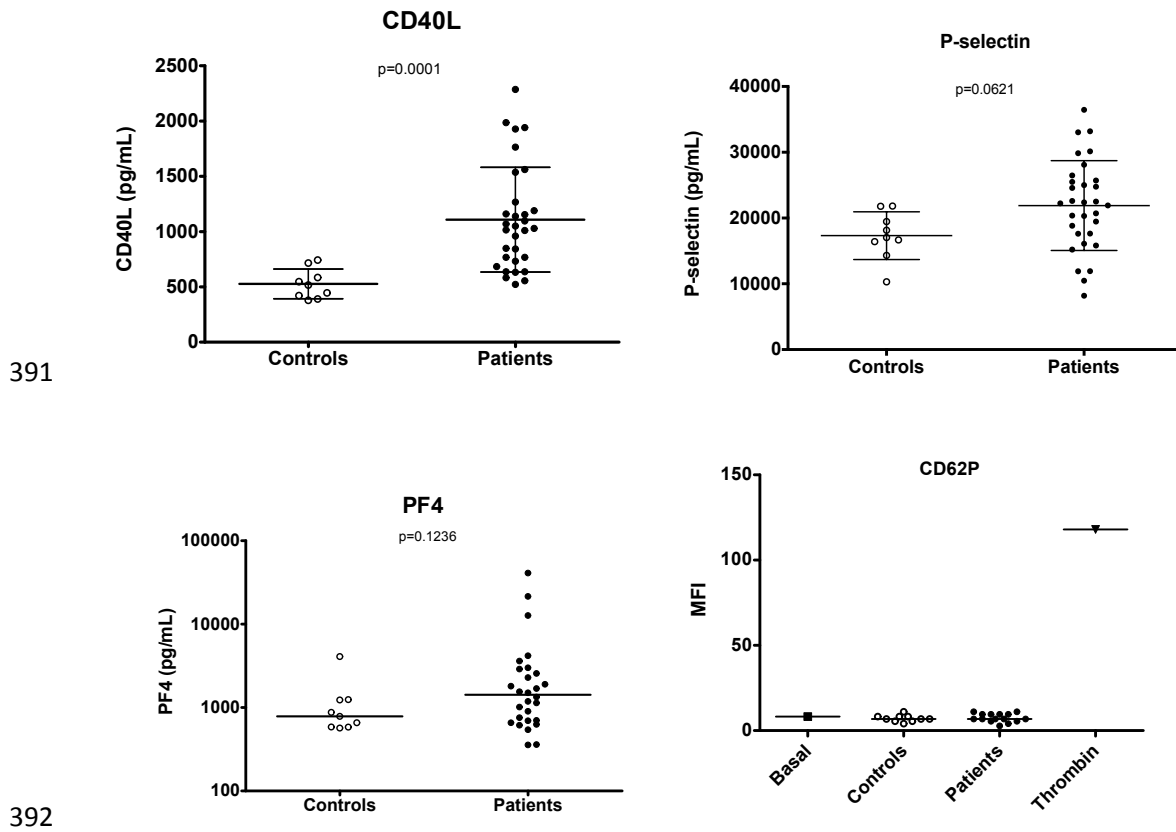 CD40L
p=0.0001
CD40L (pg/mL)
2500
2000
1500
1000
500
0
Controls Patients
P-selectin
p=0.0621
P-selectin (pg/mL)
40000
30000
20000
10000
0
Controls Patients
391
PF4
p=0.1236
PF4 (pg/mL)
100000
10000
1000
100
Controls Patients
CD62P
MFI
150
100
50
0
Basal
Controls
Patients
Thrombin
392